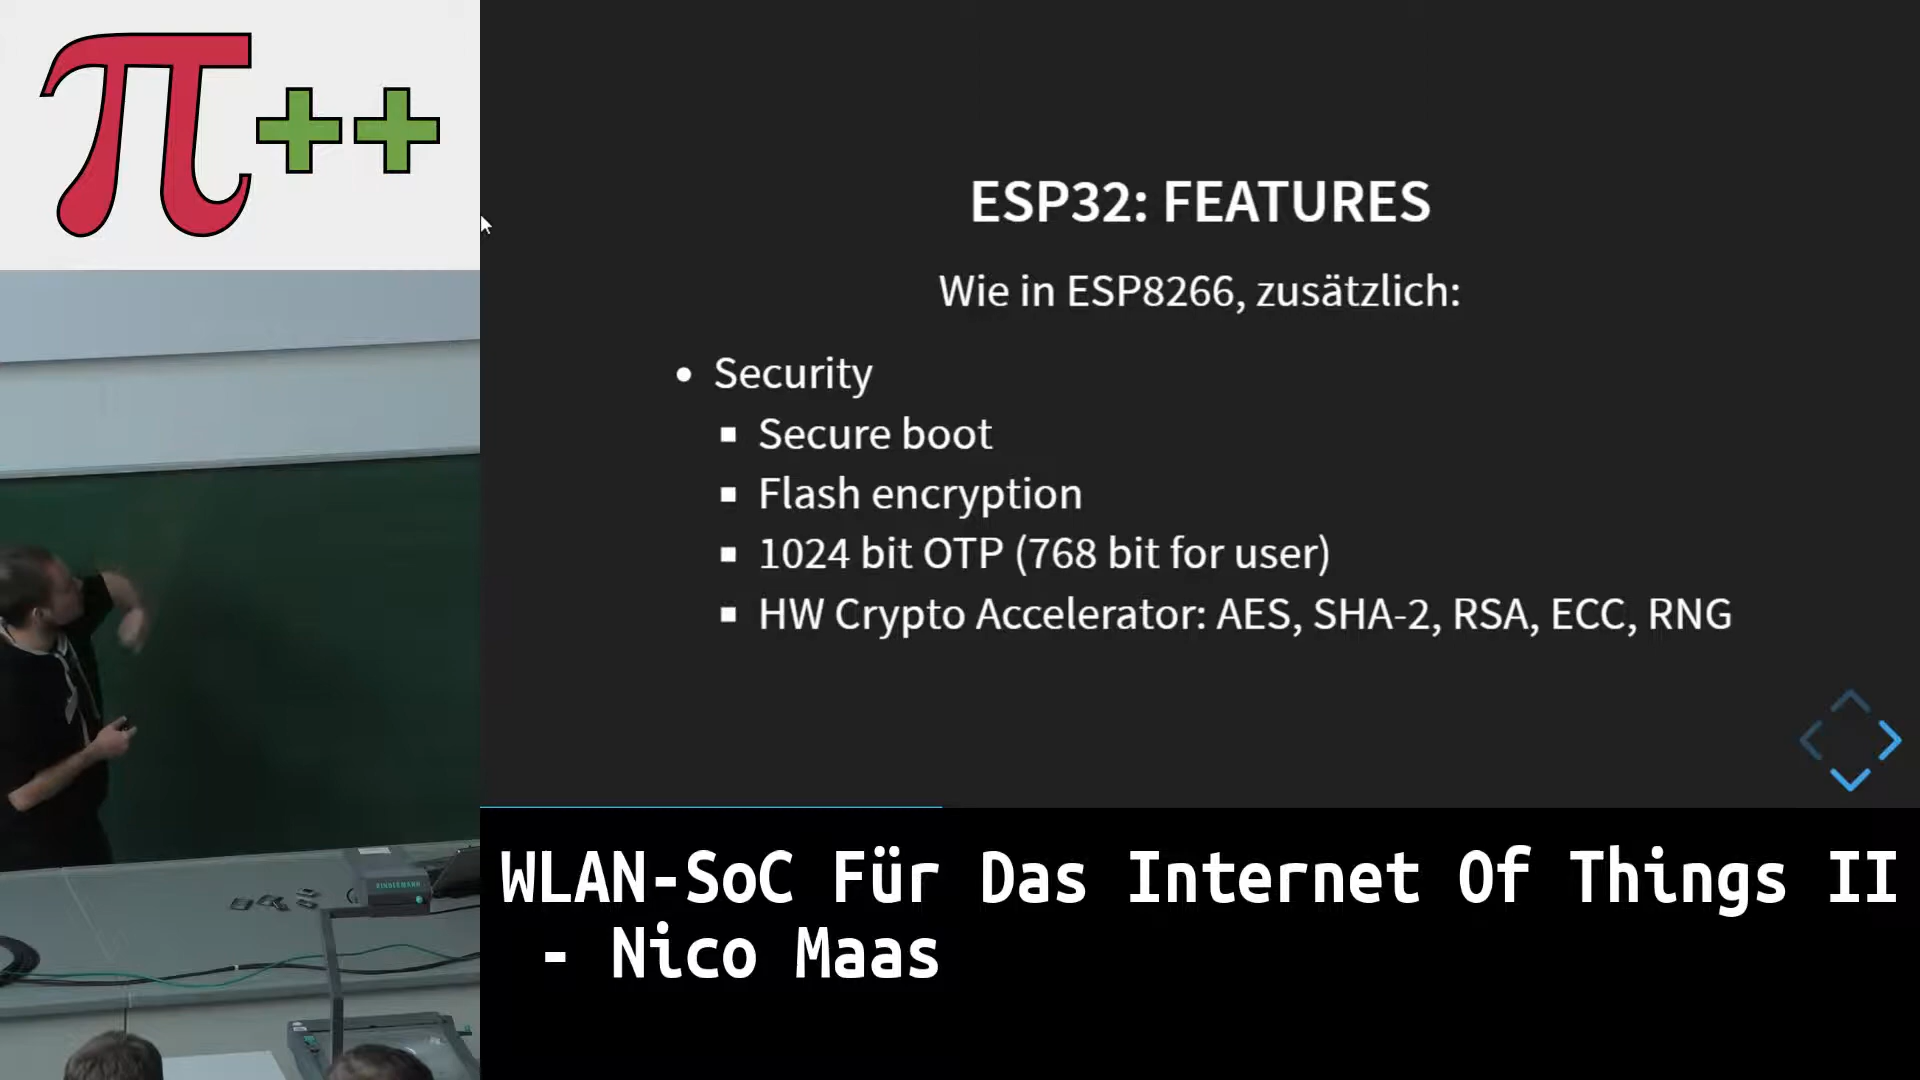 π++
ESP32: FEATURES
Wie in ESP8266, zusätzlich:
Security
Secure boot
Flash encryption
1024 bit OTP (768 bit for user)
HW Crypto Accelerator: AES, SHA-2, RSA, ECC, RNG
KINDERMANN
WLAN-SoC Für Das Internet Of Things II
- Nico Maas